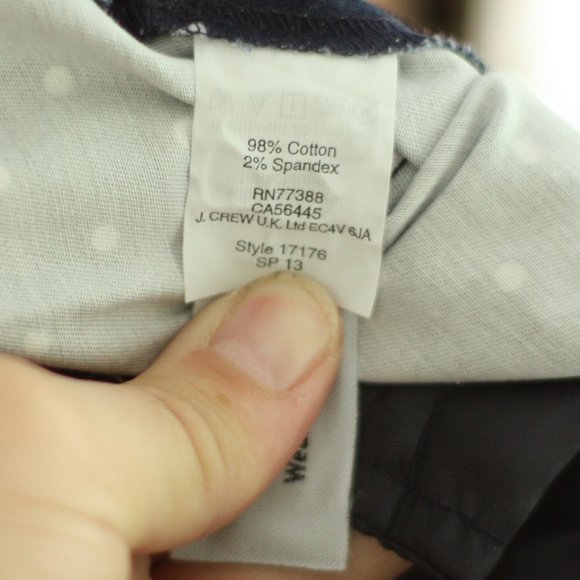 98% Cotton
2% Spandex
RN77388
CA56445
J. CREW U.K. Ltd EC4V 6JA
Style 17176
SP 13